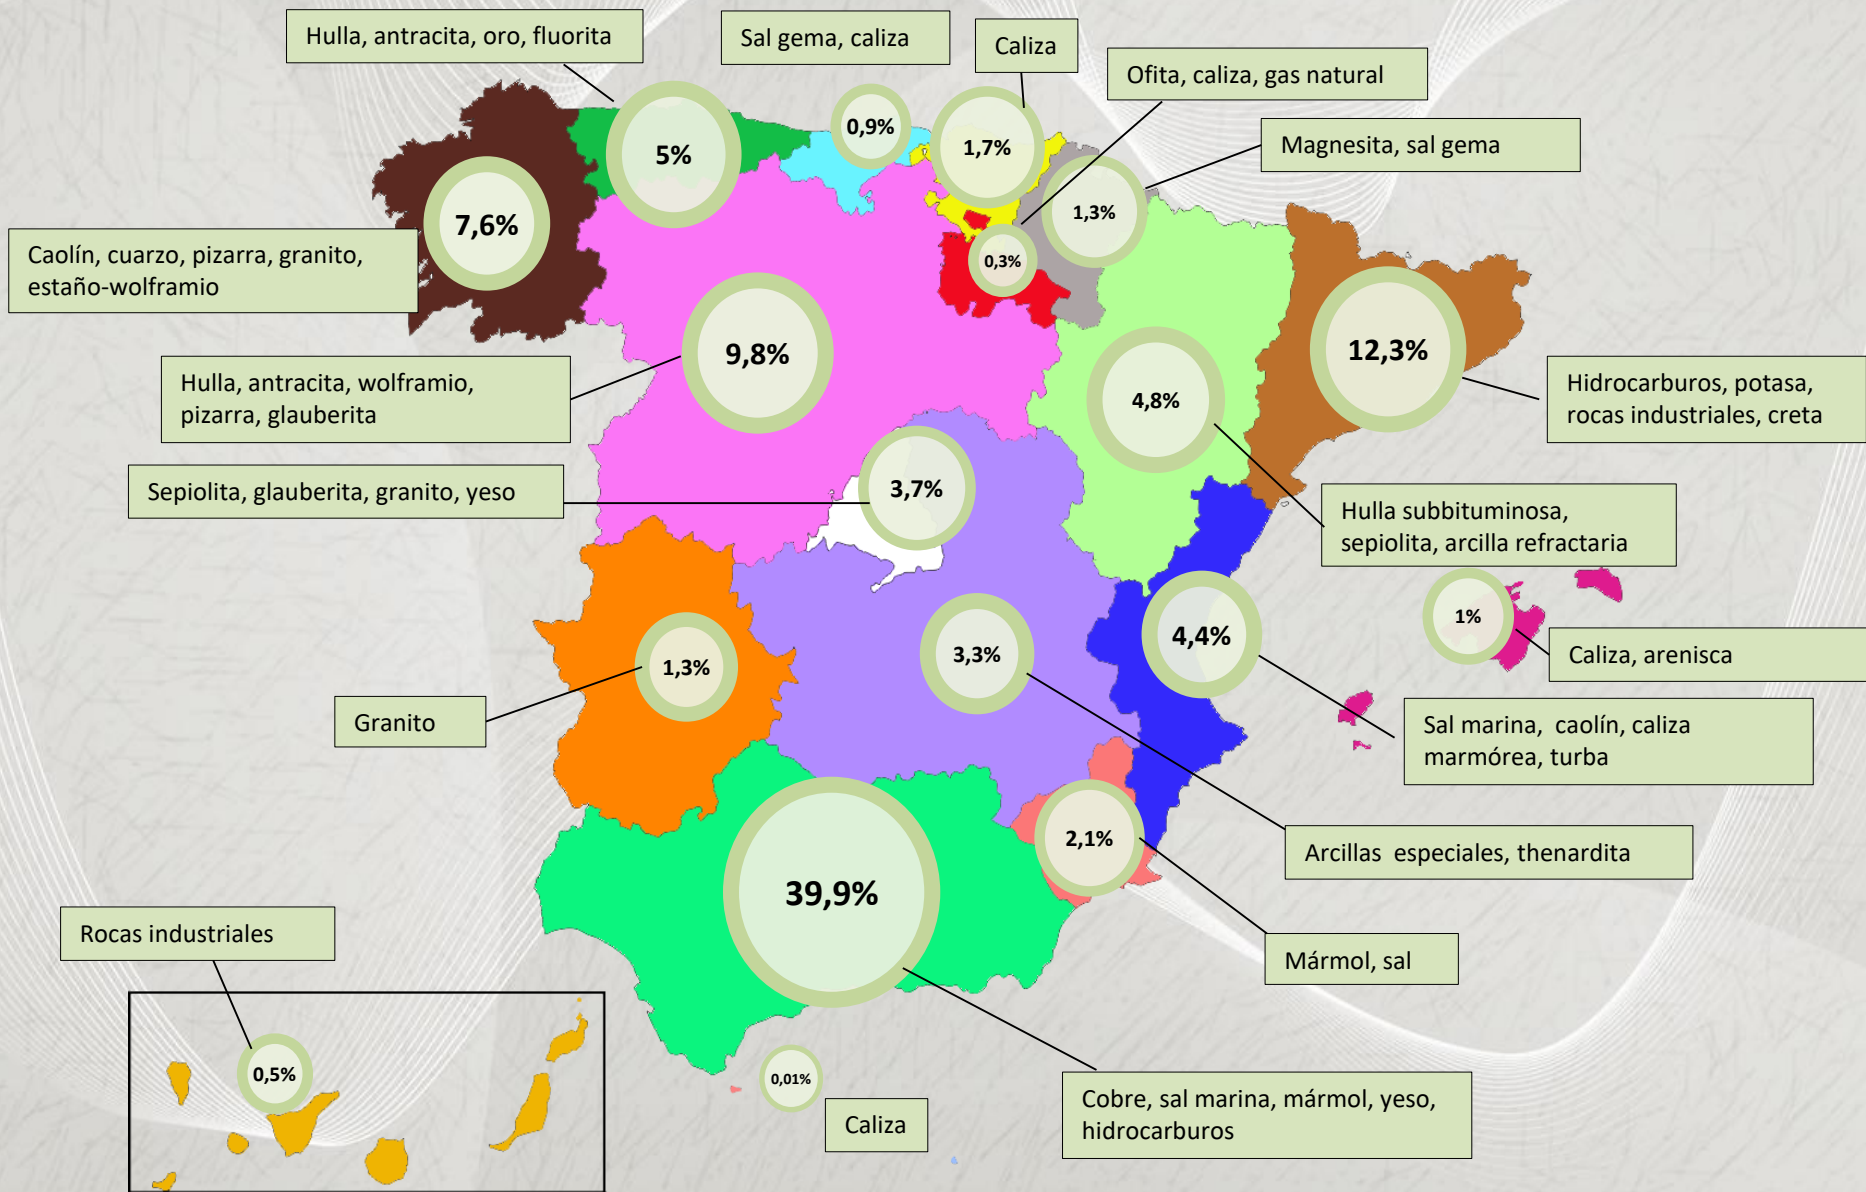 Hulla, antracita, oro, fluorita
Sal gema, caliza
Caliza
Ofita, caliza, gas natural
Magnesita, sal gema
5%
0,9%
1,7%
1,3%
7,6%
0,3%
Caolín, cuarzo, pizarra, granito,
estaño-wolframio
9,8%
12,3%
4,8%
Hulla, antracita, wolframio,
pizarra, glauberita
Hidrocarburos, potasa,
rocas industriales, creta
Sepiolita, glauberita, granito, yeso
3,7%
Hulla subbituminosa,
sepiolita, arcilla refractaria
1%
4,4%
3,3%
1,3%
Caliza, arenisca
Granito
Sal marina,  caolín, caliza
marmórea, turba
2,1%
Arcillas  especiales, thenardita
39,9%
Rocas industriales
Mármol, sal
0,5%
0,01%
Caliza
Cobre, sal marina, mármol, yeso,
hidrocarburos